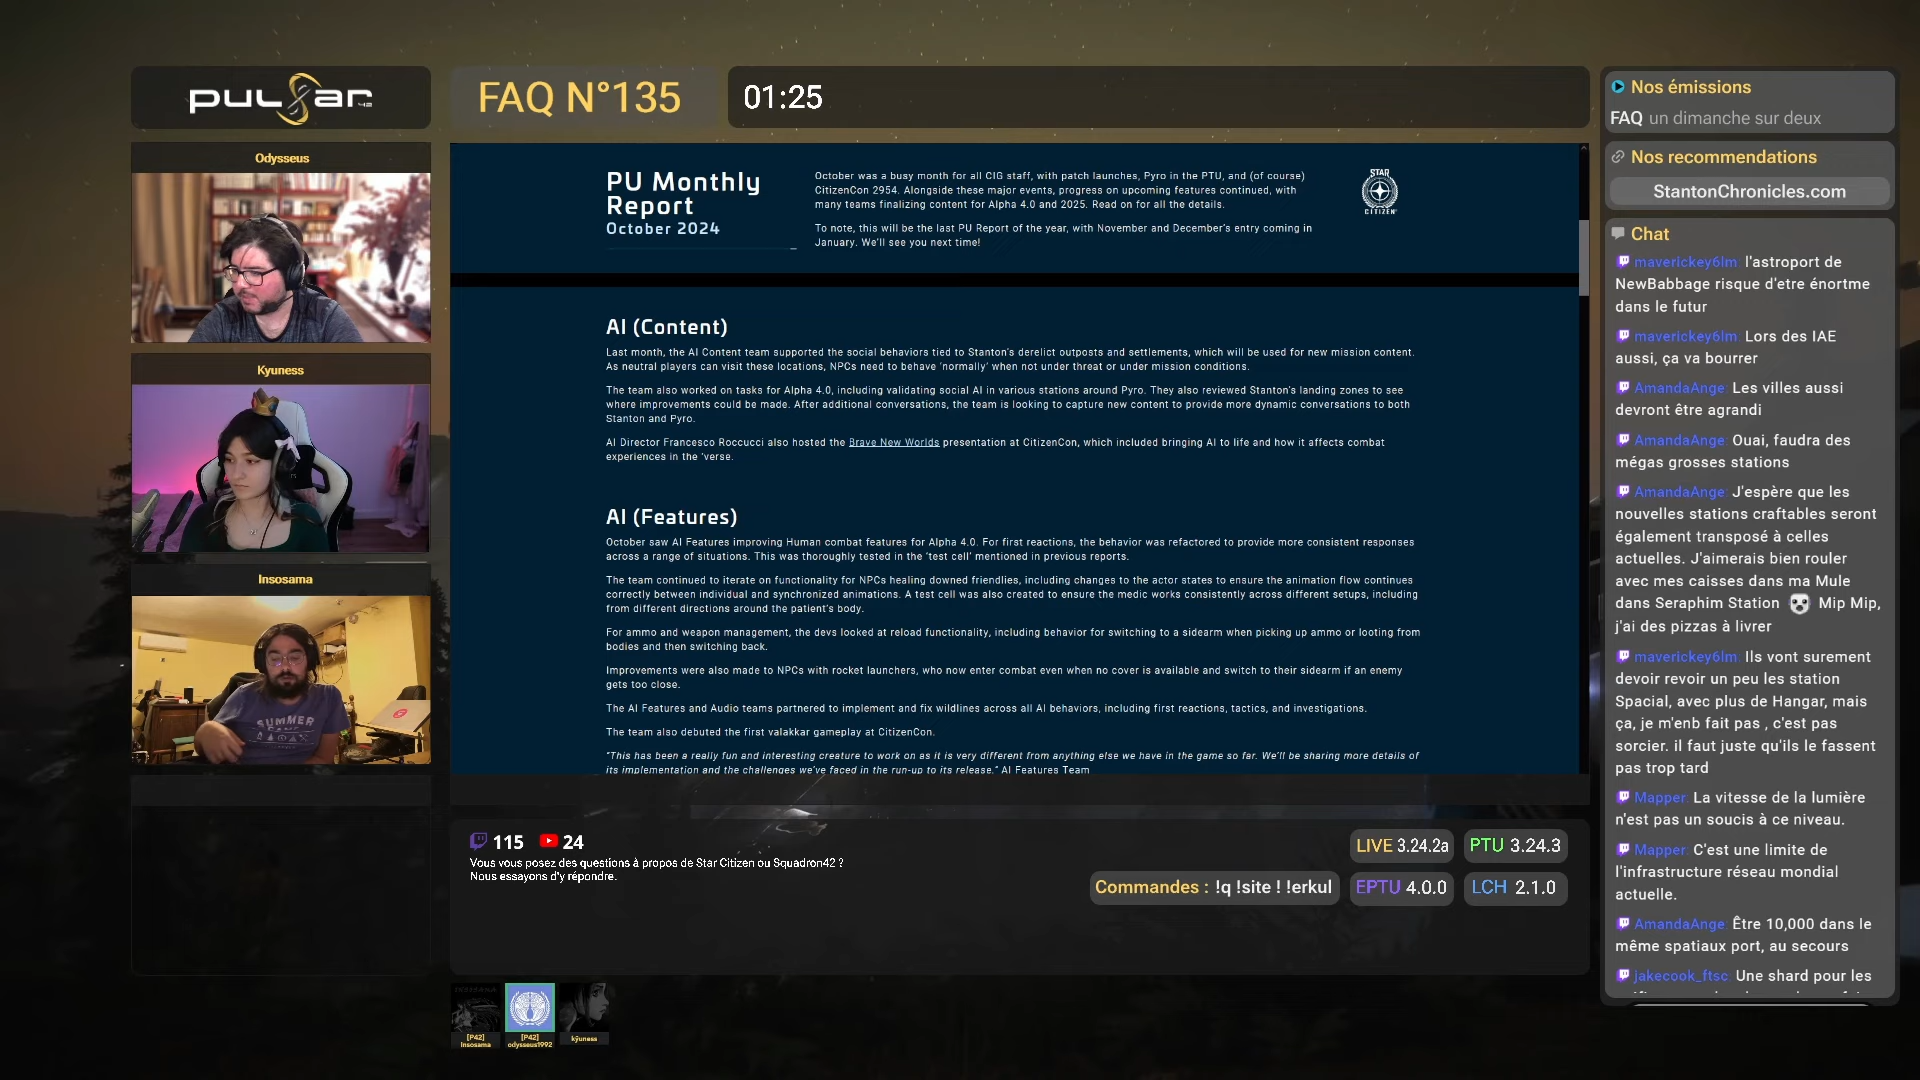 pulsar 42
FAQ N°135
01:25
Odysseus
Kyuness
Insosama
SUMMER
PU Monthly
Report
October 2024
October was a busy month for all CIG staff, with patch launches, Pyro in the PTU, and (of course)
CitizenCon 2954. Alongside these major events, progress on upcoming features continued, with
many teams finalizing content for Alpha 4.0 and 2025. Read on for all the details.
To note, this will be the last PU Report of the year, with November and December's entry coming in
January. We'll see you next time!
STAR
CITIZEN
AI (Content)
Last month, the AI Content team supported the social behaviors tied to Stanton's derelict outposts and settlements, which will be used for new mission content.
As neutral players can visit these locations, NPCs need to behave 'normally' when not under threat or under mission conditions.
The team also worked on tasks for Alpha 4.0, including validating social AI in various stations around Pyro. They also reviewed Stanton's landing zones to see
where improvements could be made. After additional conversations, the team is looking to capture new content to provide more dynamic conversations to both
Stanton and Pyro.
AI Director Francesco Roccucci also hosted the Brave New Worlds presentation at CitizenCon, which included bringing AI to life and how it affects combat
experiences in the 'verse.
AI (Features)
October saw AI Features improving Human combat features for Alpha 4.0. For first reactions, the behavior was refactored to provide more consistent responses
across a range of situations. This was thoroughly tested in the 'test cell' mentioned in previous reports.
The team continued to iterate on functionality for NPCs healing downed friendlies, including changes to the actor states to ensure the animation flow continues
correctly between individual and synchronized animations. A test cell was also created to ensure the medic works consistently across different setups, including
from different directions around the patient's body.
For ammo and weapon management, the devs looked at reload functionality, including behavior for switching to a sidearm when picking up ammo or looting from
bodies and then switching back.
Improvements were also made to NPCs with rocket launchers, who now enter combat even when no cover is available and switch to their sidearm if an enemy
gets too close.
The AI Features and Audio teams partnered to implement and fix wildlines across all AI behaviors, including first reactions, tactics, and investigations.
The team also debuted the first valakkar gameplay at CitizenCon.
"This has been a really fun and interesting creature to work on as it is very different from anything else we have in the game so far. We'll be sharing more details of
its implementation and the challenges we've faced in the run-up to its release." AI Features Team
115 24
Vous vous posez des questions à propos de Star Citizen ou Squadron42 ?
Nous essayons d'y répondre.
LIVE 3.24.2a
PTU 3.24.3
Commandes : !q !site ! !erkul
EPTU 4.0.0
LCH 2.1.0
[P42]
Insosama
[P42]
odysseus1992
kÿuness
Nos émissions
FAQ un dimanche sur deux
Nos recommendations
StantonChronicles.com
Chat
maverickey6lm: l'astroport de
NewBabbage risque d'etre énortme
dans le futur
maverickey6lm: Lors des IAE
aussi, ça va bourrer
AmandaAnge: Les villes aussi
devront être agrandi
AmandaAnge: Ouai, faudra des
mégas grosses stations
AmandaAnge: J'espère que les
nouvelles stations craftables seront
également transposé à celles
actuelles. J'aimerais bien rouler
avec mes caisses dans ma Mule
dans Seraphim Station Mip Mip,
j'ai des pizzas à livrer
maverickey6lm: Ils vont surement
devoir revoir un peu les station
Spacial, avec plus de Hangar, mais
ça, je m'enb fait pas , c'est pas
sorcier. il faut juste qu'ils le fassent
pas trop tard
Mapper: La vitesse de la lumière
n'est pas un soucis à ce niveau.
Mapper: C'est une limite de
l'infrastructure réseau mondial
actuelle.
AmandaAnge: Être 10,000 dans le
même spatiaux port, au secours
jakecook_ftsc: Une shard pour les